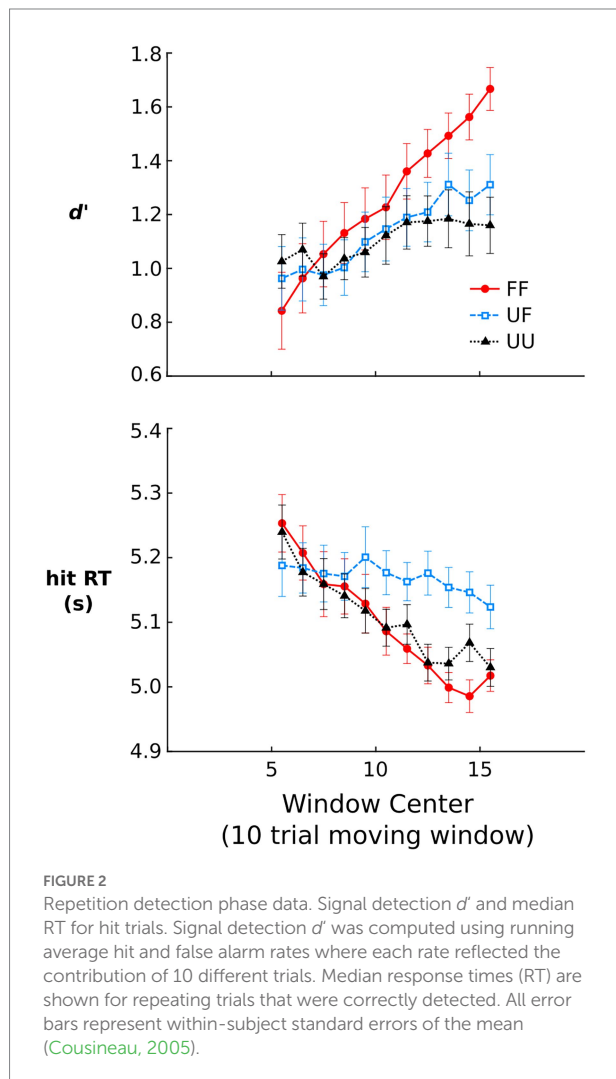 1.8
1.6
1.4
d'
1.2
1.0
0.8
0.6
FF
UF
UU
5.4
5.3
hit RT
(s)
5.2
5.1
5.0
4.9
5 10 15
Window Center
(10 trial moving window)
FIGURE 2
Repetition detection phase data. Signal detection d' and median
RT for hit trials. Signal detection d' was computed using running
average hit and false alarm rates where each rate reflected the
contribution of 10 different trials. Median response times (RT) are
shown for repeating trials that were correctly detected. All error
bars represent within-subject standard errors of the mean
(Cousineau, 2005).